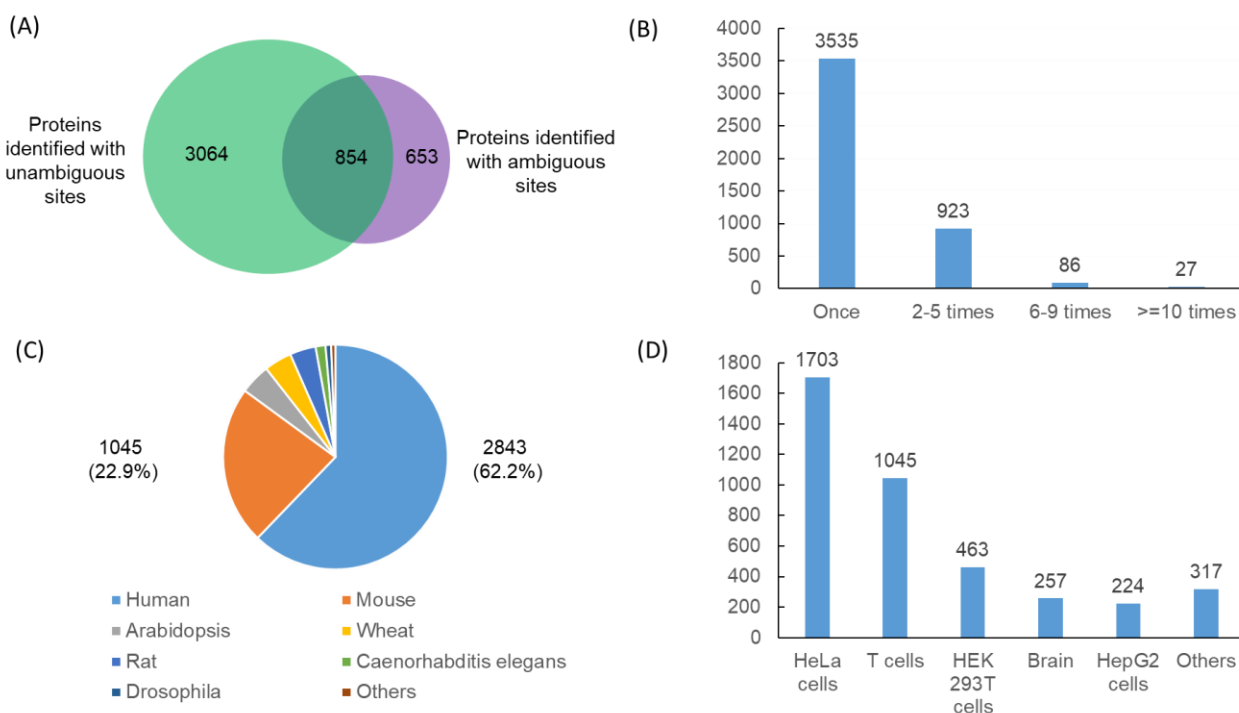 (A)
Proteins
identified with
unambiguous
sites
3064
854
653
Proteins identified
with ambiguous
sites
(B)
4000
3500
3000
2500
2000
1500
1000
500
0
3535
923
86
27
Once
2-5 times
6-9 times
>=10 times
(C)
1045
(22.9%)
2843
(62.2%)
Human
Mouse
Arabidopsis
Wheat
Rat
Caenorhabditis elegans
Drosophila
Others
(D)
1800
1600
1400
1200
1000
800
600
400
200
0
1703
1045
463
257
224
317
HeLa
cells
T cells
HEK
293T
cells
Brain
HepG2
cells
Others